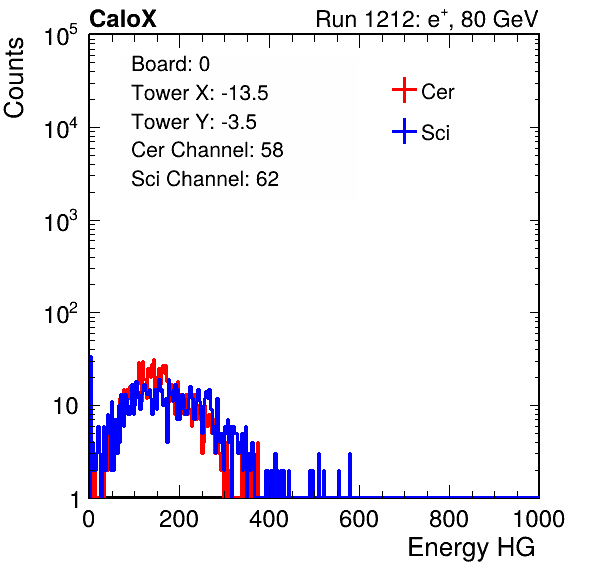 CaloX Run 1212: e⁺, 80 GeV
Counts
Board: 0
Tower X: -13.5
Tower Y: -3.5
Cer Channel: 58
Sci Channel: 62
Cer
Sci
10⁵
10⁴
10³
10²
10
1
0 200 400 600 800 1000
Energy HG